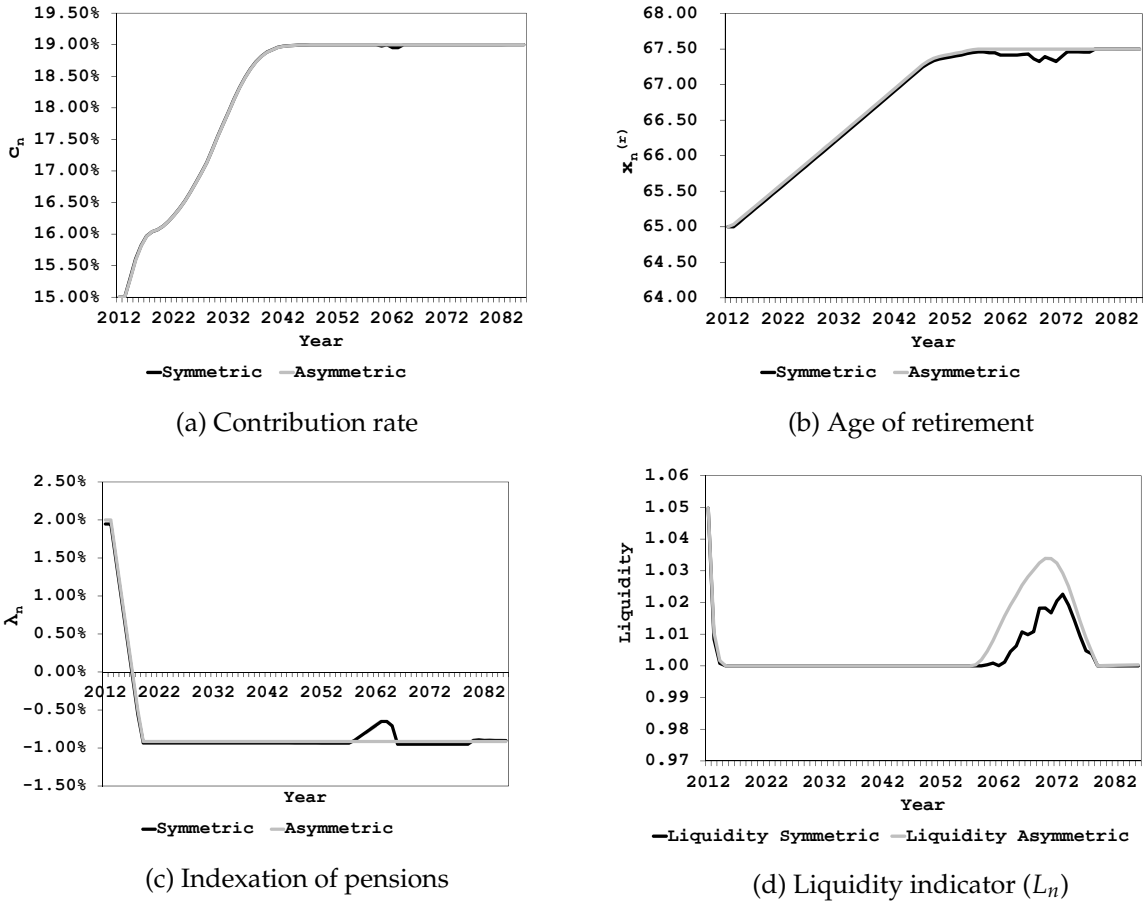 19.50%
19.00%
18.50%
18.00%
17.50%
17.00%
16.50%
16.00%
15.50%
15.00%
c_n
2012 2022 2032 2042 2052 2062 2072 2082
Year
Symmetric Asymmetric
(a) Contribution rate
68.00
67.50
67.00
66.50
66.00
65.50
65.00
64.50
64.00
x_n^(r)
2012 2022 2032 2042 2052 2062 2072 2082
Year
Symmetric Asymmetric
(b) Age of retirement
2.50%
2.00%
1.50%
1.00%
0.50%
0.00%
-0.50%
-1.00%
-1.50%
λ_n
2012 2022 2032 2042 2052 2062 2072 2082
Year
Symmetric Asymmetric
(c) Indexation of pensions
1.06
1.05
1.04
1.03
1.02
1.01
1.00
0.99
0.98
0.97
Liquidity
2012 2022 2032 2042 2052 2062 2072 2082
Year
Liquidity Symmetric Liquidity Asymmetric
(d) Liquidity indicator (L_n)